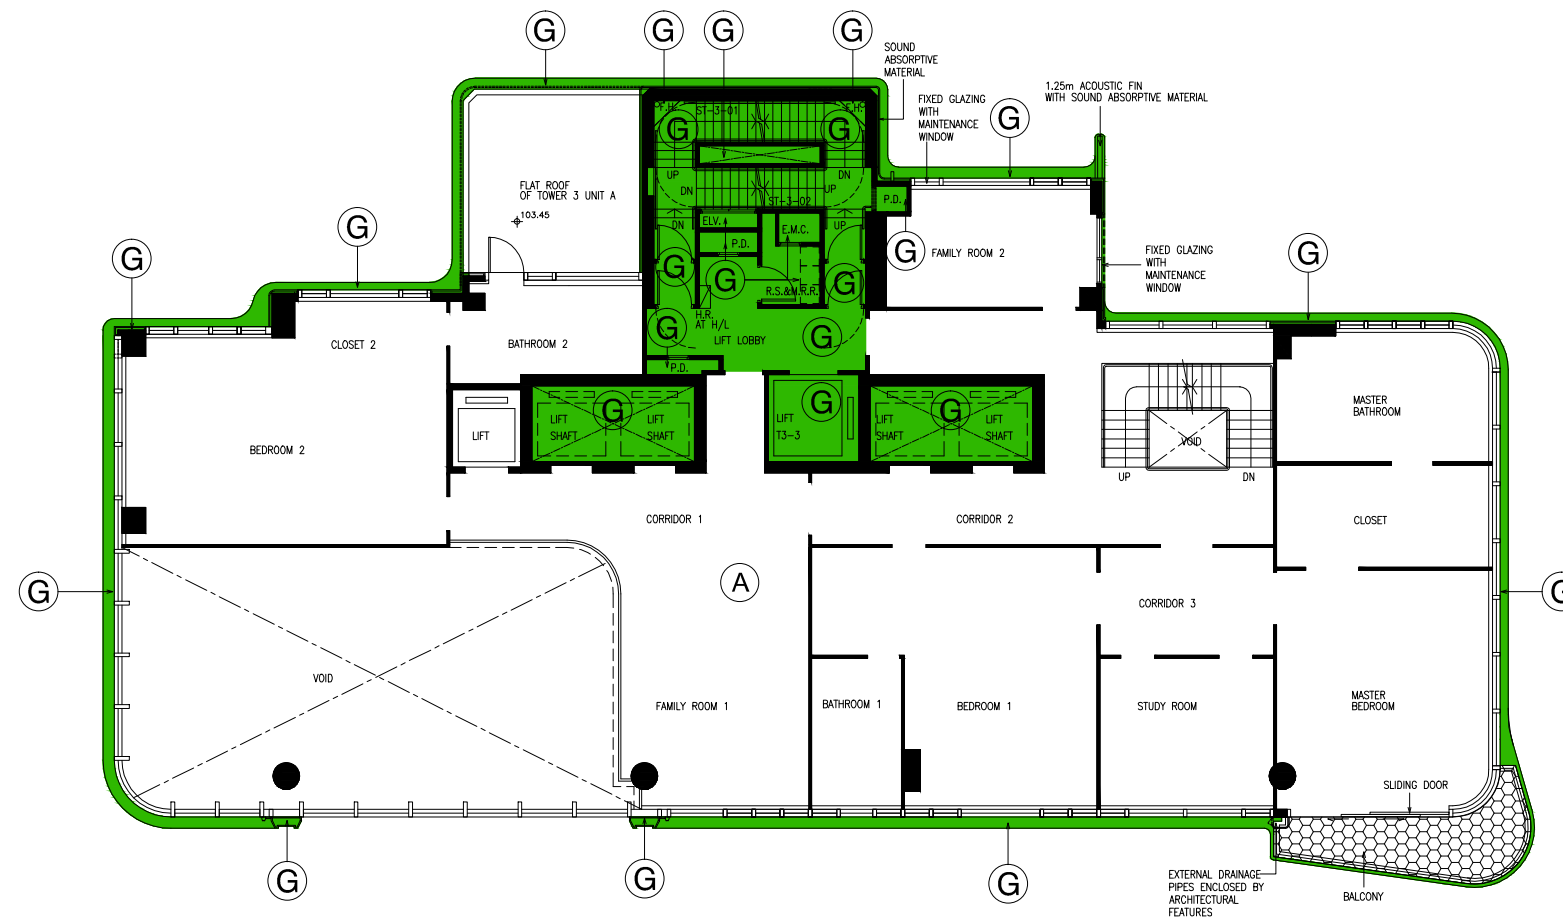 G
G
G
G
SOUND
ABSORPTIVE
MATERIAL
1.25m ACOUSTIC FIN
WITH SOUND ABSORPTIVE MATERIAL
FIXED GLAZING
WITH
MAINTENANCE
WINDOW
G
F.H.
ST-3-01
F.H.
G
G
UP
DN
DN
UP
ST-3-02
P.D.
FLAT ROOF
OF TOWER 3 UNIT A
103.45
DN
ELV.
UP
E.M.C.
P.D.
G
G
FAMILY ROOM 2
FIXED GLAZING
WITH
MAINTENANCE
WINDOW
G
G
G
G
G
G
R.S.&M.R.R.
H.R.
AT H/L
G
G
LIFT LOBBY
CLOSET 2
BATHROOM 2
P.D.
G
LIFT
SHAFT
LIFT
SHAFT
G
LIFT
T3-3
LIFT
SHAFT
G
LIFT
SHAFT
LIFT
VOID
UP
DN
MASTER
BATHROOM
BEDROOM 2
CORRIDOR 1
CORRIDOR 2
CLOSET
G
A
G
CORRIDOR 3
VOID
FAMILY ROOM 1
BATHROOM 1
BEDROOM 1
STUDY ROOM
MASTER
BEDROOM
SLIDING DOOR
G
G
G
EXTERNAL DRAINAGE
PIPES ENCLOSED BY
ARCHITECTURAL
FEATURES
BALCONY